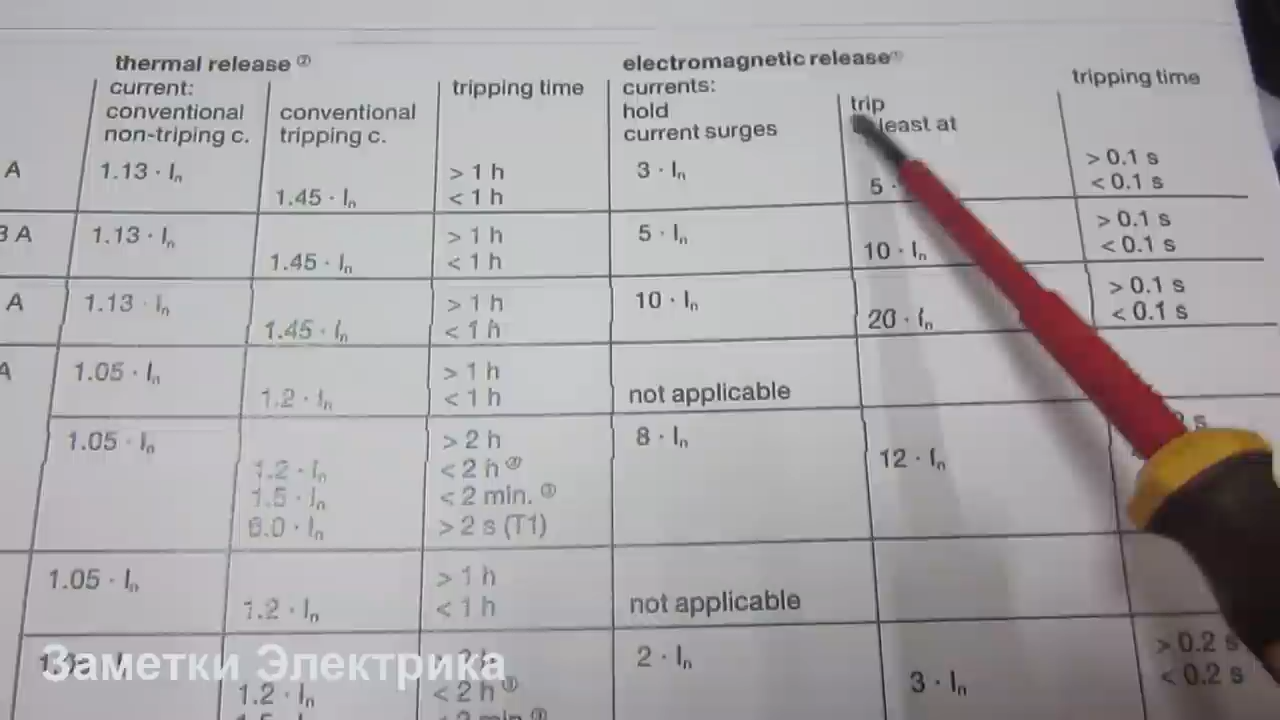 thermal release ②
electromagnetic release ①
current:
conventional
non-triping c.
conventional
tripping c.
tripping time
currents:
hold
current surges
trip
least at
tripping time
A 1.13 · In > 1 h 3 · In > 0.1 s
1.45 · In < 1 h 5 · < 0.1 s
3 A 1.13 · In > 1 h 5 · In > 0.1 s
1.45 · In < 1 h 10 · In < 0.1 s
A 1.13 · In > 1 h 10 · In > 0.1 s
1.45 · In < 1 h 20 · In < 0.1 s
A 1.05 · In > 1 h
1.2 · In < 1 h not applicable
1.05 · In > 2 h 8 · In
1.2 · In < 2 h 12 · In
1.5 · In < 2 min.
6.0 · In > 2 s (T1)
1.05 · In > 1 h
1.2 · In < 1 h not applicable
2 · In > 0.2 s
Заметки Электрика
1.2 · In < 2 h 3 · In < 0.2 s